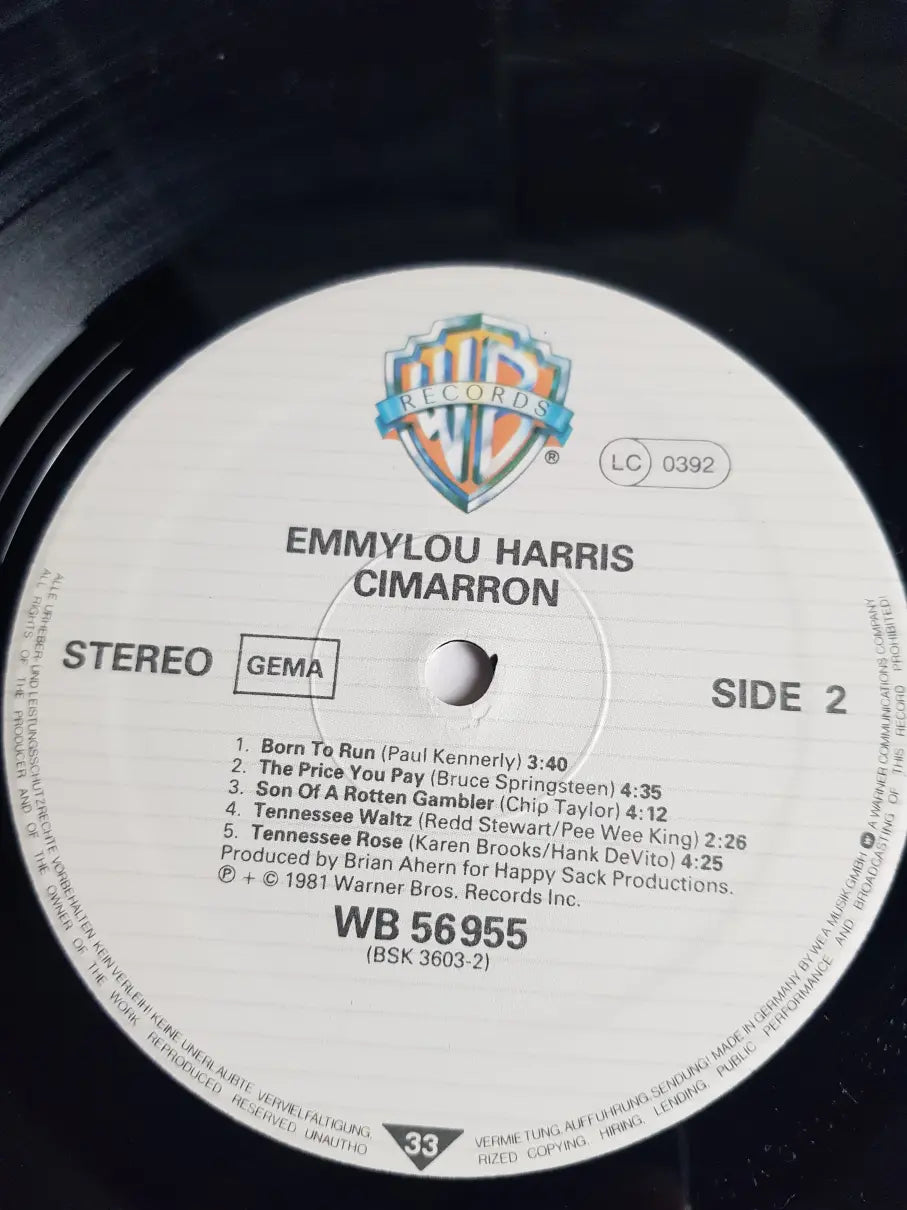 WB
RECORDS
®
LC 0392
EMMYLOU HARRIS
CIMARRON
STEREO
GEMA
SIDE 2
1. Born To Run (Paul Kennerly) 3:40
2. The Price You Pay (Bruce Springsteen) 4:35
3. Son Of A Rotten Gambler (Chip Taylor) 4:12
4. Tennessee Waltz (Redd Stewart/Pee Wee King) 2:26
5. Tennessee Rose (Karen Brooks/Hank DeVito) 4:25
Produced by Brian Ahern for Happy Sack Productions.
℗ + © 1981 Warner Bros. Records Inc.
WB 56 955
(BSK 3603-2)
ALLE URHEBER- UND LEISTUNGSSCHUTZRECHTE VORBEHALTEN KEIN VERLEIH! KEINE UNERLAUBTE VERVIELFÄLTIGUNG,
VERMIETUNG, AUFFÜHRUNG, SENDUNG! MADE IN GERMANY BY WEA MUSIK GMBH A WARNER COMMUNICATIONS COMPANY
ALL RIGHTS OF THE PRODUCER AND OF THE OWNER OF THE WORK REPRODUCED RESERVED UNAUTHO
RIZED COPYING, HIRING, LENDING, PUBLIC PERFORMANCE AND BROADCASTING OF THIS RECORD PROHIBITED!
33